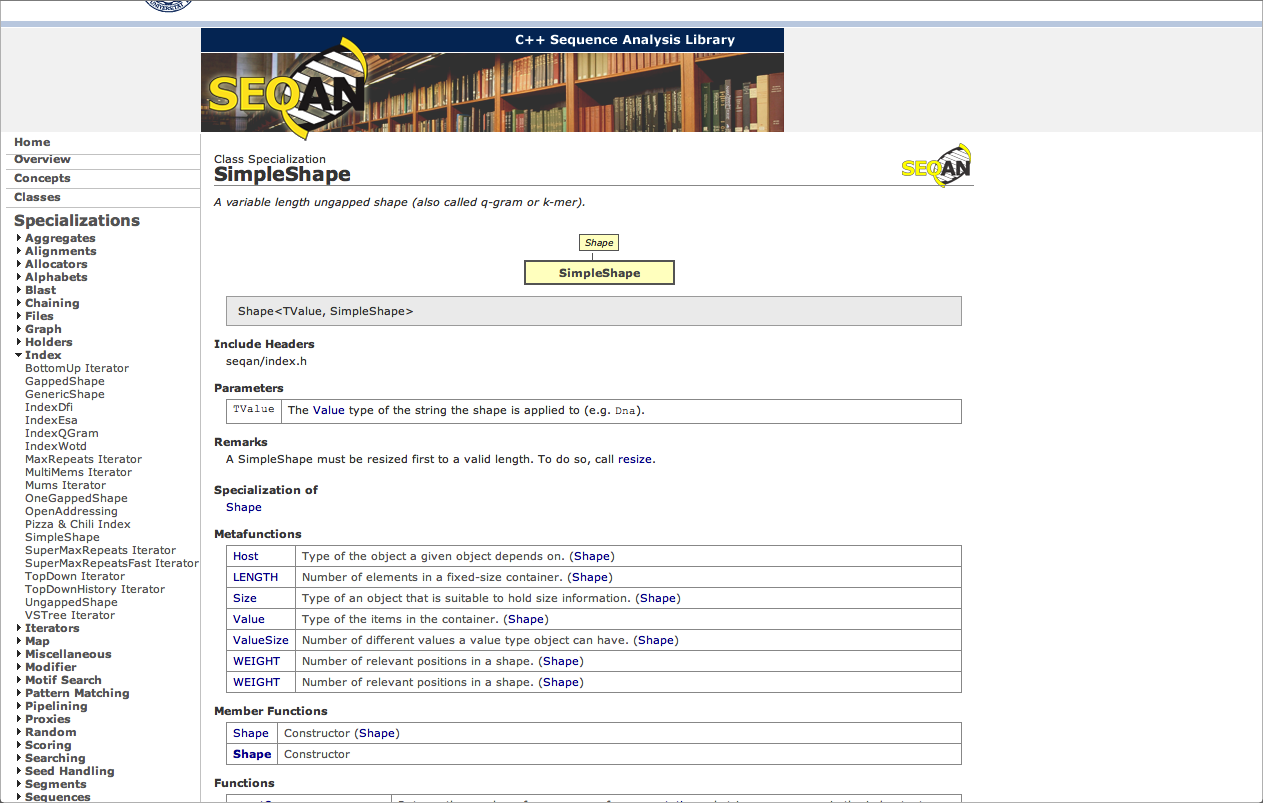 UNIVERSITÄT
C++ Sequence Analysis Library
SEQAN
Home
Overview
Concepts
Classes
Specializations
Aggregates
Alignments
Allocators
Alphabets
Blast
Chaining
Files
Graph
Holders
Index
BottomUp Iterator
GappedShape
GenericShape
IndexDfi
IndexEsa
IndexQGram
IndexWotd
MaxRepeats Iterator
MultiMems Iterator
Mums Iterator
OneGappedShape
OpenAddressing
Pizza & Chili Index
SimpleShape
SuperMaxRepeats Iterator
SuperMaxRepeatsFast Iterator
TopDown Iterator
TopDownHistory Iterator
UngappedShape
VSTree Iterator
Iterators
Map
Miscellaneous
Modifier
Motif Search
Pattern Matching
Pipelining
Proxies
Random
Scoring
Searching
Seed Handling
Segments
Sequences
Class Specialization
SimpleShape
SEQAN
A variable length ungapped shape (also called q-gram or k-mer).
Shape
SimpleShape
Shape<TValue, SimpleShape>
Include Headers
seqan/index.h
Parameters
TValue The Value type of the string the shape is applied to (e.g. Dna).
Remarks
A SimpleShape must be resized first to a valid length. To do so, call resize.
Specialization of
Shape
Metafunctions
Host Type of the object a given object depends on. (Shape)
LENGTH Number of elements in a fixed-size container. (Shape)
Size Type of an object that is suitable to hold size information. (Shape)
Value Type of the items in the container. (Shape)
ValueSize Number of different values a value type object can have. (Shape)
WEIGHT Number of relevant positions in a shape. (Shape)
WEIGHT Number of relevant positions in a shape. (Shape)
Member Functions
Shape Constructor (Shape)
Shape Constructor
Functions